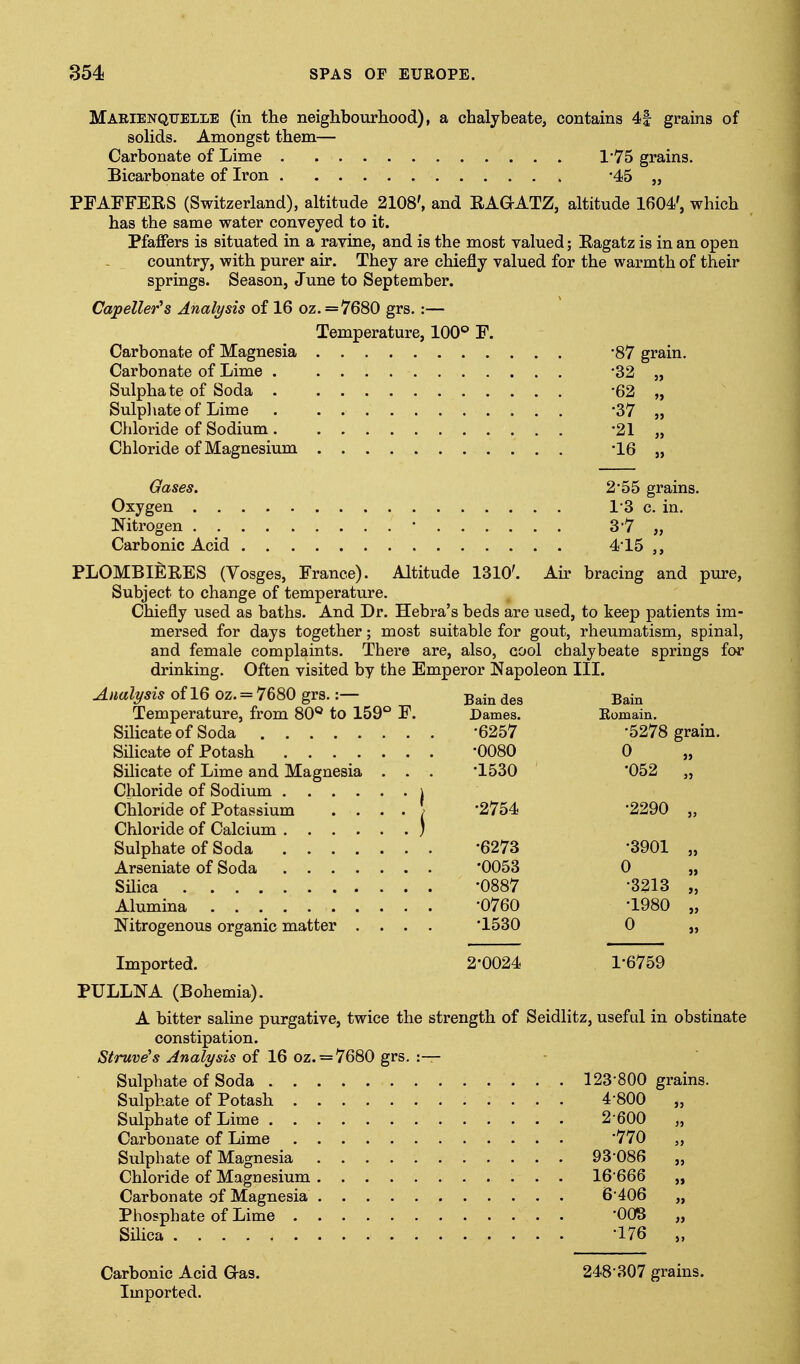 354 SPAS OF EUROPE.
MARIENQUELLE (in the neighbourhood), a chalybeate, contains 4¾ grains of
solids. Amongst them—
Carbonate of Lime . . . . . . . . . . . . 1·75 grains.
Bicarbonate of Iron . . . . . . . . . . . . ·45 „
PFAFFERS (Switzerland), altitude 2108′, and RAGATZ, altitude 1604′, which
has the same water conveyed to it.
Pfaffers is situated in a ravine, and is the most valued; Ragatz is in an open
country, with purer air. They are chiefly valued for the warmth of their
springs. Season, June to September.
Capeller's Analysis of 16 oz. = 7680 grs. :—
Temperature, 100° F.
Carbonate of Magnesia . . . . . . . . . . . ·87 grain.
Carbonate of Lime . . . . . . . . . . . . . ·32 „
Sulphate of Soda . . . . . . . . . . . . . ·62 „
Sulphate of Lime . . . . . . . . . . . . . ·37 „
Chloride of Sodium . . . . . . . . . . . . . ·21 „
Chloride of Magnesium . . . . . . . . . . . ·16 „
Gases. 2·55 grains.
Oxygen . . . . . . . . . . . . . . . . 1·3 c. in.
Nitrogen . . . . . . . . . . . . . . . . 3·7 „
Carbonic Acid . . . . . . . . . . . . . . 4·15 „
PLOMBIÈRES (Vosges, France). Altitude 1310′. Air bracing and pure,
Subject to change of temperature.
Chiefly used as baths. And Dr. Hebra's beds are used, to keep patients im-
mersed for days together; most suitable for gout, rheumatism, spinal,
and female complaints. There are, also, cool chalybeate springs for
drinking. Often visited by the Emperor Napoleon III.
Analysis of 16 oz. = 7680 grs. :— Bain des Bain
Temperature, from 80° to 159° F. Dames. Romain.
Silicate of Soda . . . . . . . . ·6257 ·5278 grain.
Silicate of Potash . . . . . . . ·0080 0 „
Silicate of Lime and Magnesia . . . ·1530 ·052 „
Chloride of Sodium . . . . . . )
Chloride of Potassium . . . . } ·2754 ·2290 „
Chloride of Calcium . . . . . . )
Sulphate of Soda . . . . . . . ·6273 ·3901 „
Arseniate of Soda . . . . . . . ·0053 0 „
Silica . . . . . . . . . . . ·0887 ·3213 „
Alumina . . . . . . . . . . ·0760 ·1980 „
Nitrogenous organic matter . . . . ·1530 0 „
Imported. 2·0024 1·6759
PULLNA (Bohemia).
A bitter saline purgative, twice the strength of Seidlitz, useful in obstinate
constipation.
Struve's Analysis of 16 oz. = 7680 grs. :—
Sulphate of Soda . . . . . . . . . . . . . . 123·800 grains.
Sulphate of Potash . . . . . . . . . . . . . 4·800 „
Sulphate of Lime . . . . . . . . . . . . . . 2·600 „
Carbonate of Lime . . . . . . . . . . . . . ·770 „
Sulphate of Magnesia . . . . . . . . . . . . 93·086 „
Chloride of Magnesium . . . . . . . . . . . . 16·666 „
Carbonate of Magnesia . . . . . . . . . . . . 6·406 „
Phosphate of Lime . . . . . . . . . . . . . ·003 „
Silica . . . . . . . . . . . . . . . . . . ·176 „
Carbonic Acid Gas. 248·307 grains.
Imported.